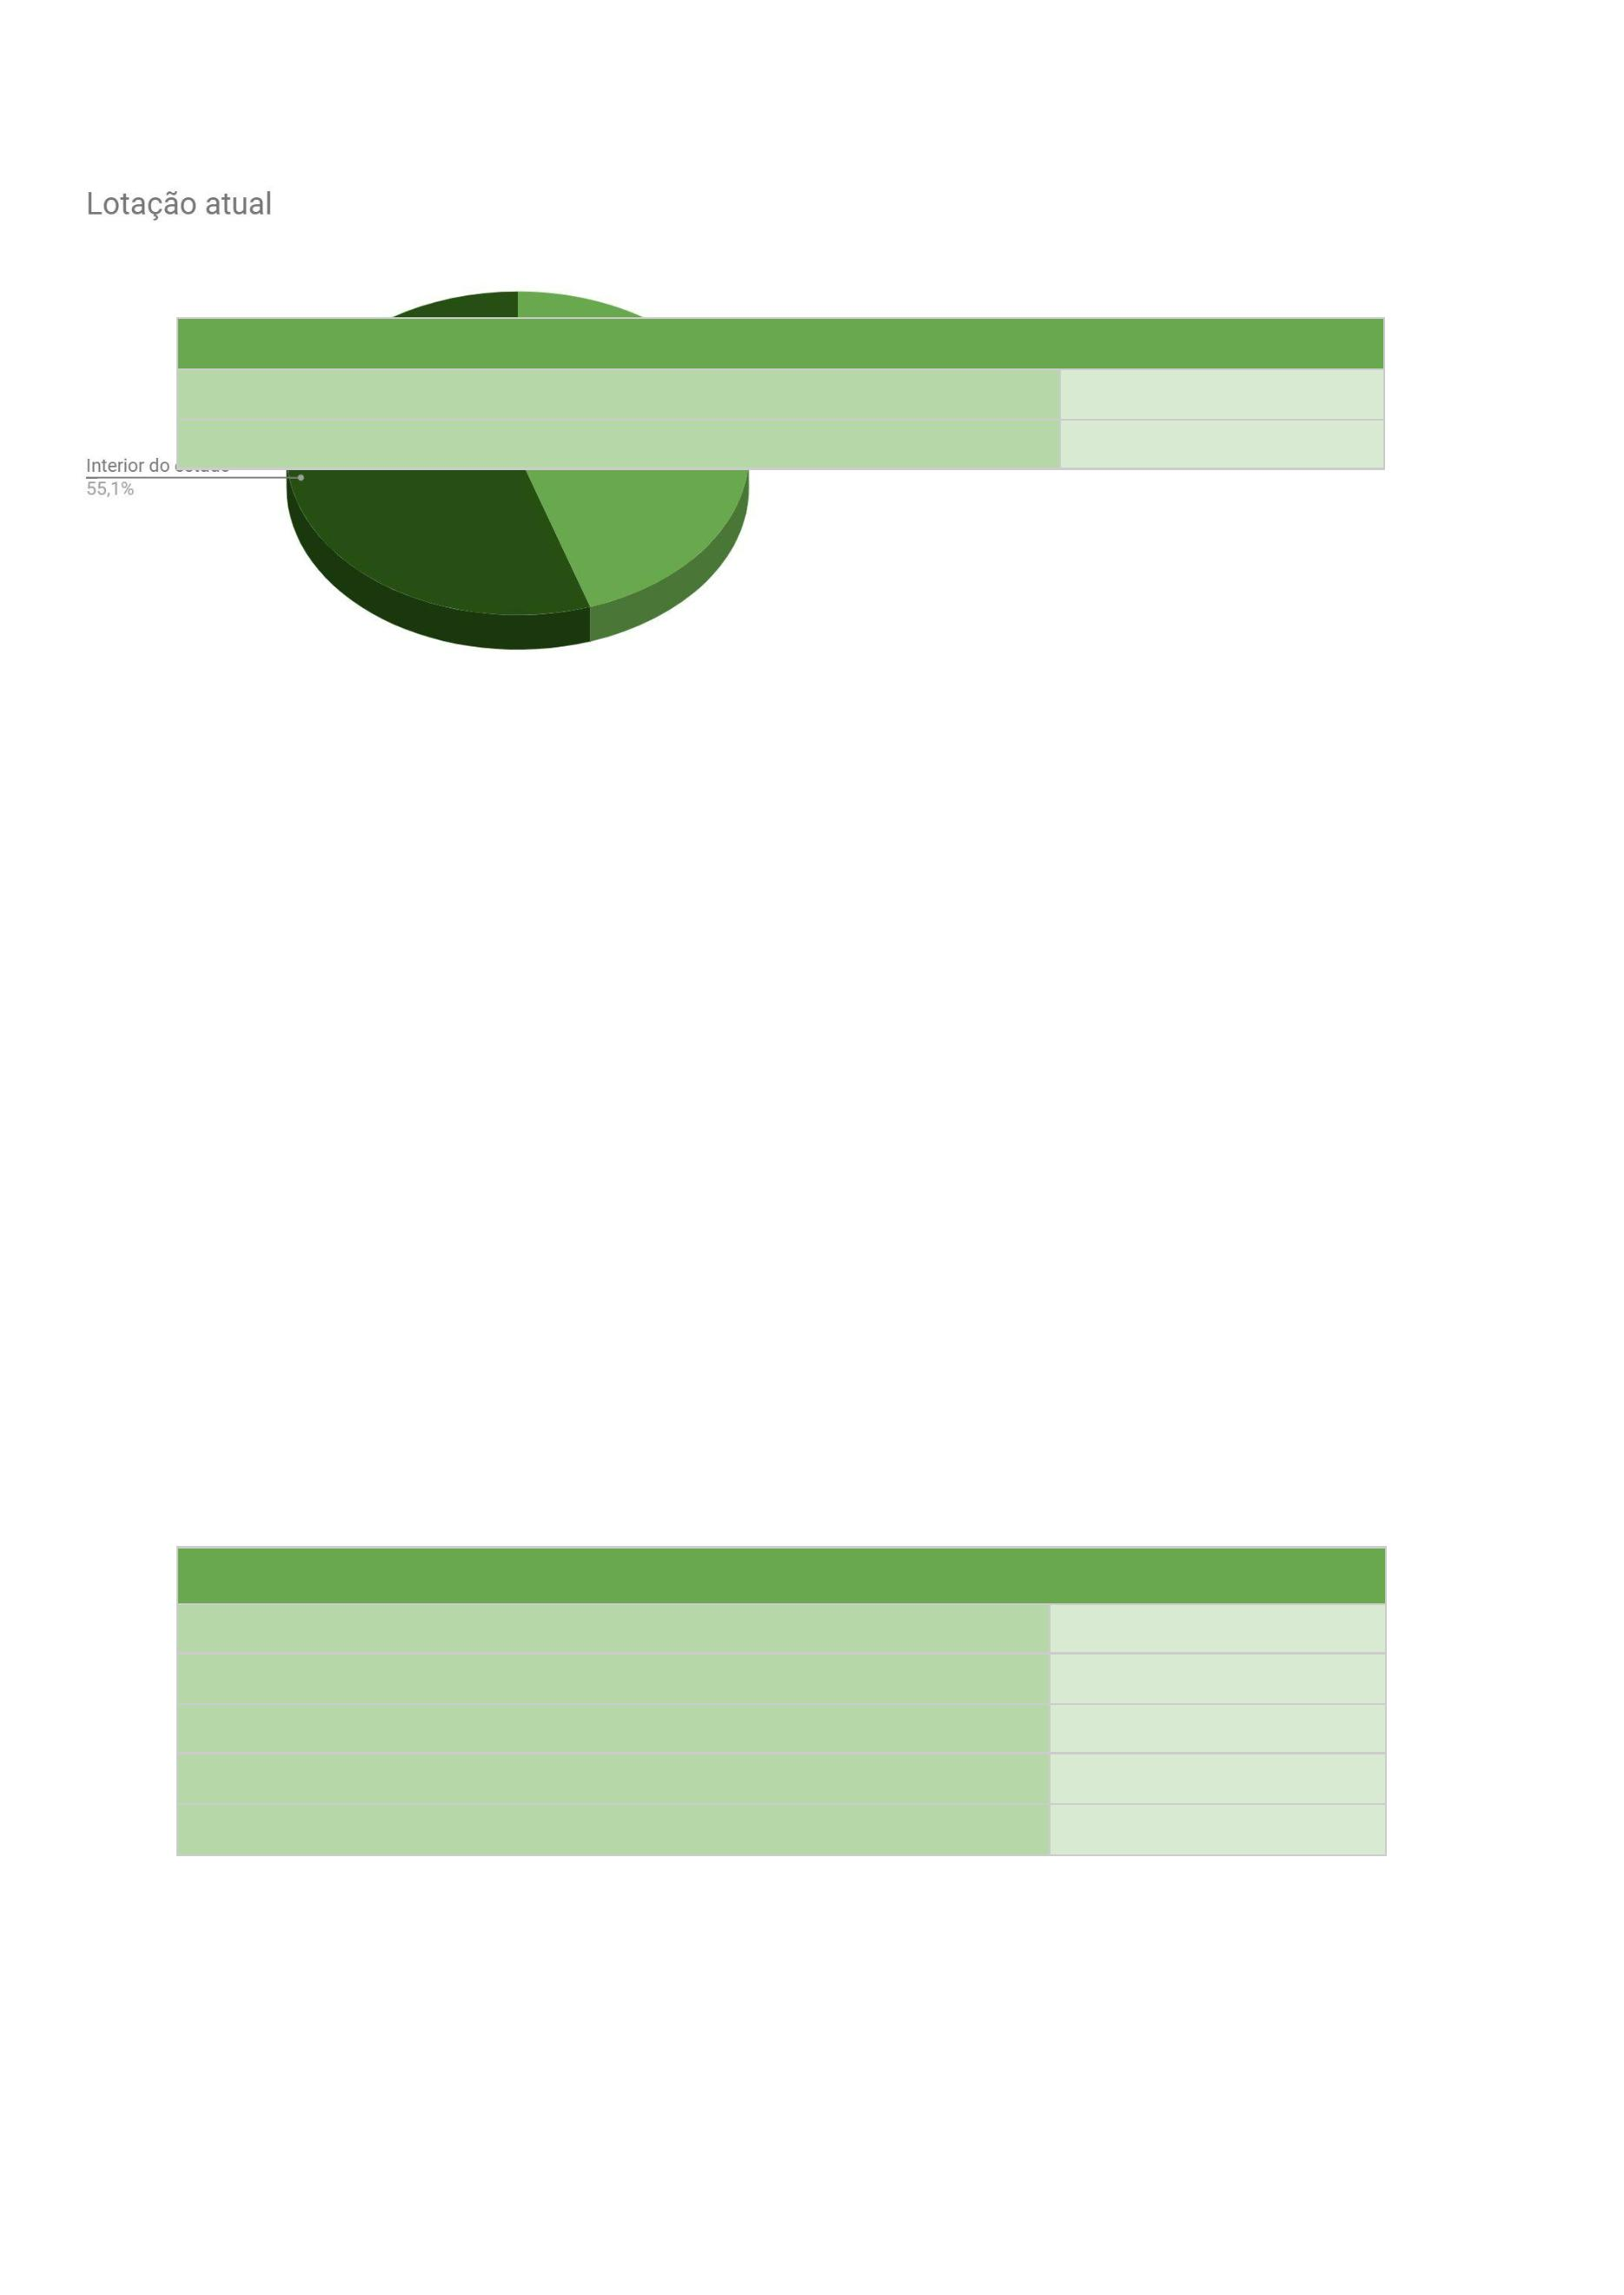 Lotação atual
Interior do
55,1%